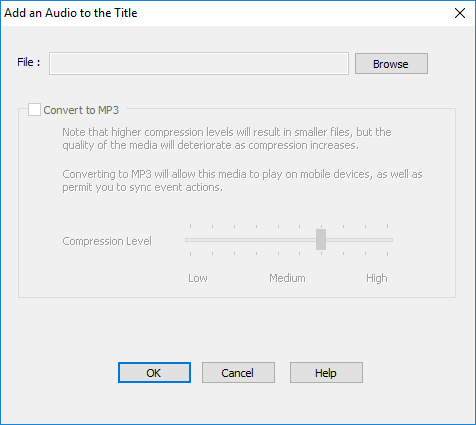 Add an Audio to the Title
File :
Browse
Convert to MP3
Note that higher compression levels will result in smaller files, but the
quality of the media will deteriorate as compression increases.
Converting to MP3 will allow this media to play on mobile devices, as well as
permit you to sync event actions.
Compression Level
Low Medium High
OK Cancel Help